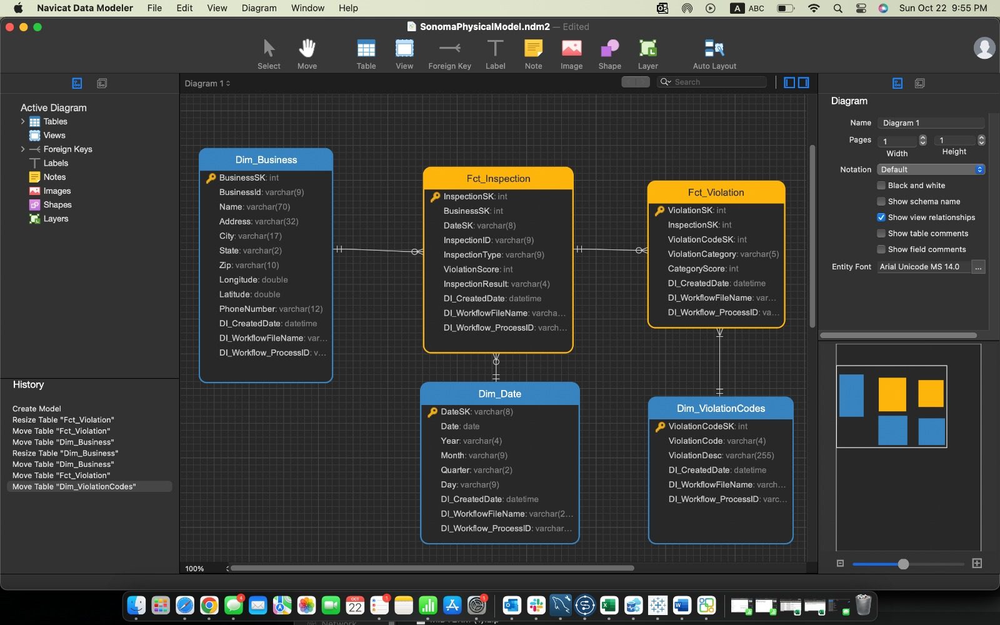 Navicat Data Modeler File Edit View Diagram Window Help A ABC Sun Oct 22 9:55 PM
SonomaPhysicalModel.ndm2 — Edited
Select Move Table View Foreign Key Label Note Image Shape Layer Auto Layout
Active Diagram
Tables
Views
Foreign Keys
Labels
Notes
Images
Shapes
Layers
History
Create Model
Resize Table "Fct_Violation"
Move Table "Fct_Violation"
Move Table "Dim_Business"
Resize Table "Dim_Business"
Move Table "Dim_Business"
Move Table "Fct_Violation"
Move Table "Dim_ViolationCodes"
Diagram 1
Search
Dim_Business
BusinessSK: int
BusinessId: varchar(9)
Name: varchar(70)
Address: varchar(32)
City: varchar(17)
State: varchar(2)
Zip: varchar(10)
Longitude: double
Latitude: double
PhoneNumber: varchar(12)
DI_CreatedDate: datetime
DI_WorkflowFileName: var...
DI_Workflow_ProcessID: v...
Fct_Inspection
InspectionSK: int
BusinessSK: int
DateSK: varchar(8)
InspectionID: varchar(9)
InspectionType: varchar(9)
ViolationScore: int
InspectionResult: varchar(4)
DI_CreatedDate: datetime
DI_WorkflowFileName: varcha...
DI_Workflow_ProcessID: varch...
Fct_Violation
ViolationSK: int
InspectionSK: int
ViolationCodeSK: int
ViolationCategory: varchar(5)
CategoryScore: int
DI_CreatedDate: datetime
DI_WorkflowFileName: var...
DI_Workflow_ProcessID: va...
Dim_Date
DateSK: varchar(8)
Date: date
Year: varchar(4)
Month: varchar(9)
Quarter: varchar(2)
Day: varchar(9)
DI_CreatedDate: datetime
DI_WorkflowFileName: varchar(2...
DI_Workflow_ProcessID: varchar...
Dim_ViolationCodes
ViolationCodeSK: int
ViolationCode: varchar(4)
ViolationDesc: varchar(255)
DI_CreatedDate: datetime
DI_WorkflowFileName: varch...
DI_Workflow_ProcessID: varc...
100%
Diagram
Name Diagram 1
Pages 1 1
Width Height
Notation Default
Black and white
Show schema name
Show view relationships
Show table comments
Show field comments
Entity Font Arial Unicode MS 14.0 ...
4
OCT
22
1
1
Network